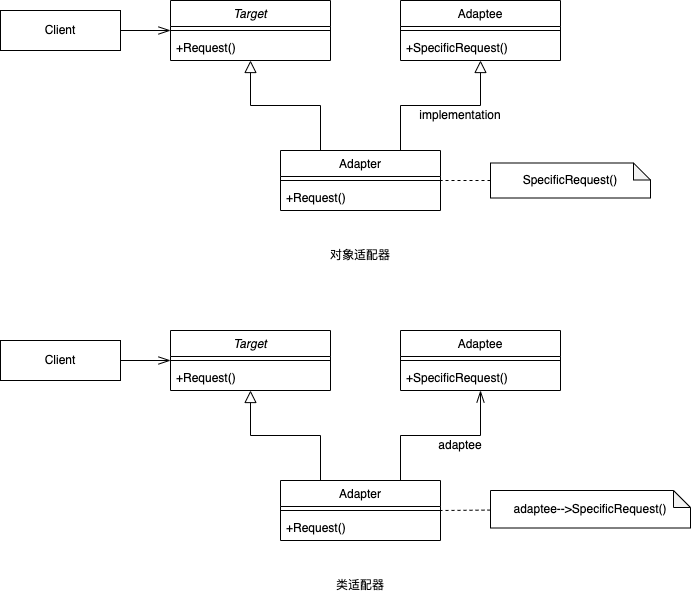 Client
Target
Adaptee
+Request()
+SpecificRequest()
implementation
Adapter
+Request()
SpecificRequest()
对象适配器
Client
Target
Adaptee
+Request()
+SpecificRequest()
adaptee
Adapter
+Request()
adaptee-->SpecificRequest()
类适配器